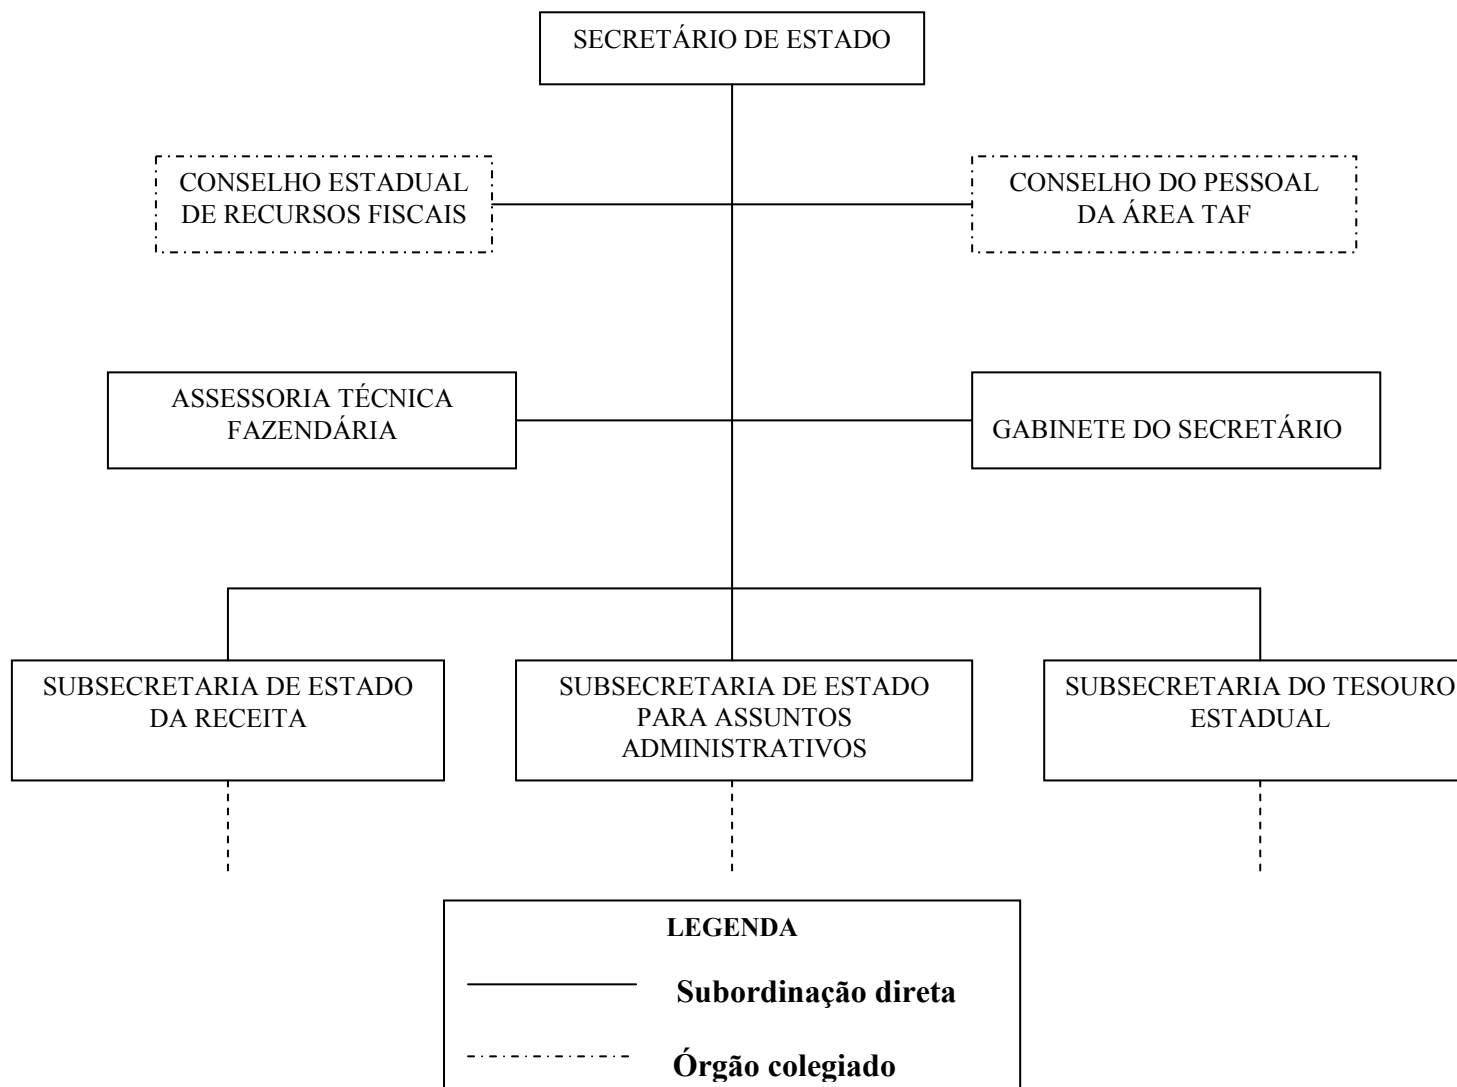 SECRETÁRIO DE ESTADO
CONSELHO ESTADUAL
DE RECURSOS FISCAIS
CONSELHO DO PESSOAL
DA ÁREA TAF
ASSESSORIA TÉCNICA
FAZENDÁRIA
GABINETE DO SECRETÁRIO
SUBSECRETARIA DE ESTADO
DA RECEITA
SUBSECRETARIA DE ESTADO
PARA ASSUNTOS
ADMINISTRATIVOS
SUBSECRETARIA DO TESOURO
ESTADUAL
LEGENDA
Subordinação direta
Órgão colegiado